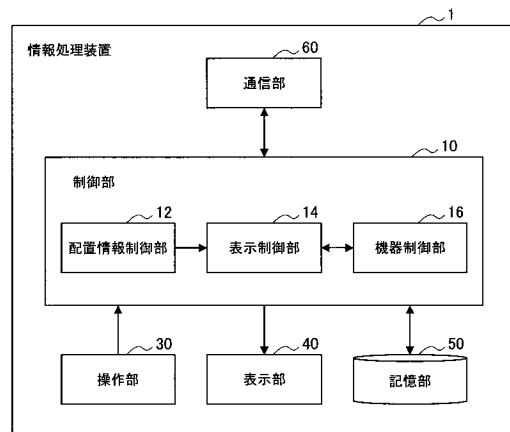 1
情報処理装置
60
通信部
10
制御部
12
配置情報制御部
14
表示制御部
16
機器制御部
30
操作部
40
表示部
50
記憶部